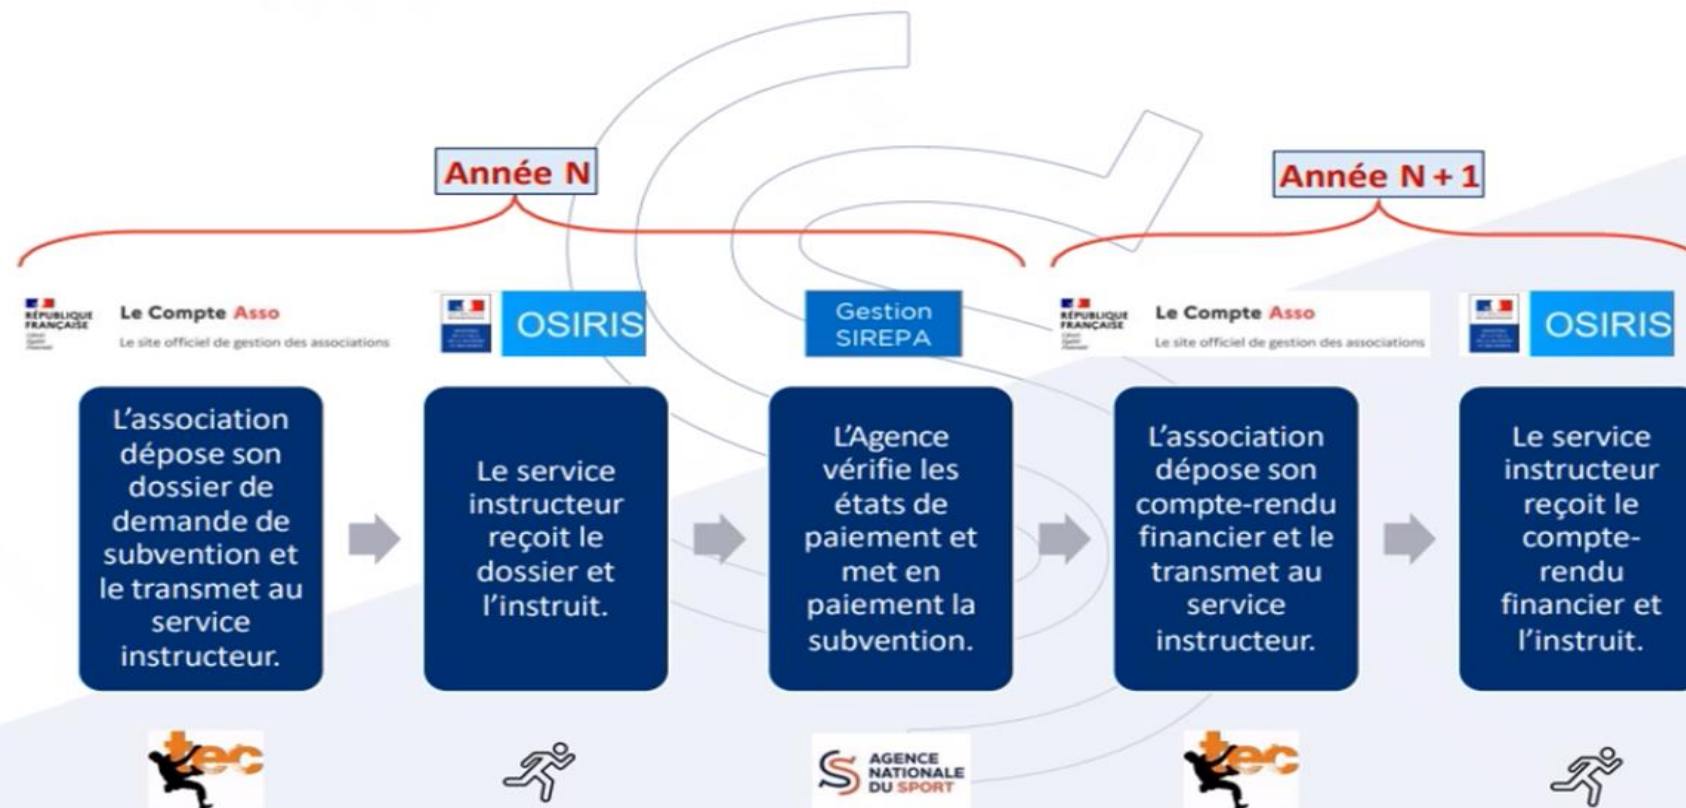 Année N
Année N + 1
RÉPUBLIQUE
FRANÇAISE
Le Compte Asso
Le site officiel de gestion des associations
OSIRIS
Gestion
SIREPA
RÉPUBLIQUE
FRANÇAISE
Le Compte Asso
Le site officiel de gestion des associations
OSIRIS
L'association
dépose son
dossier de
demande de
subvention et
le transmet au
service
instructeur.
Le service
instructeur
reçoit le
dossier et
l'instruit.
L'Agence
vérifie les
états de
paiement et
met en
paiement la
subvention.
L'association
dépose son
compte-rendu
financier et le
transmet au
service
instructeur.
Le service
instructeur
reçoit le
compte-
rendu
financier et
l'instruit.
tec
AGENCE
NATIONALE
DU SPORT
tec